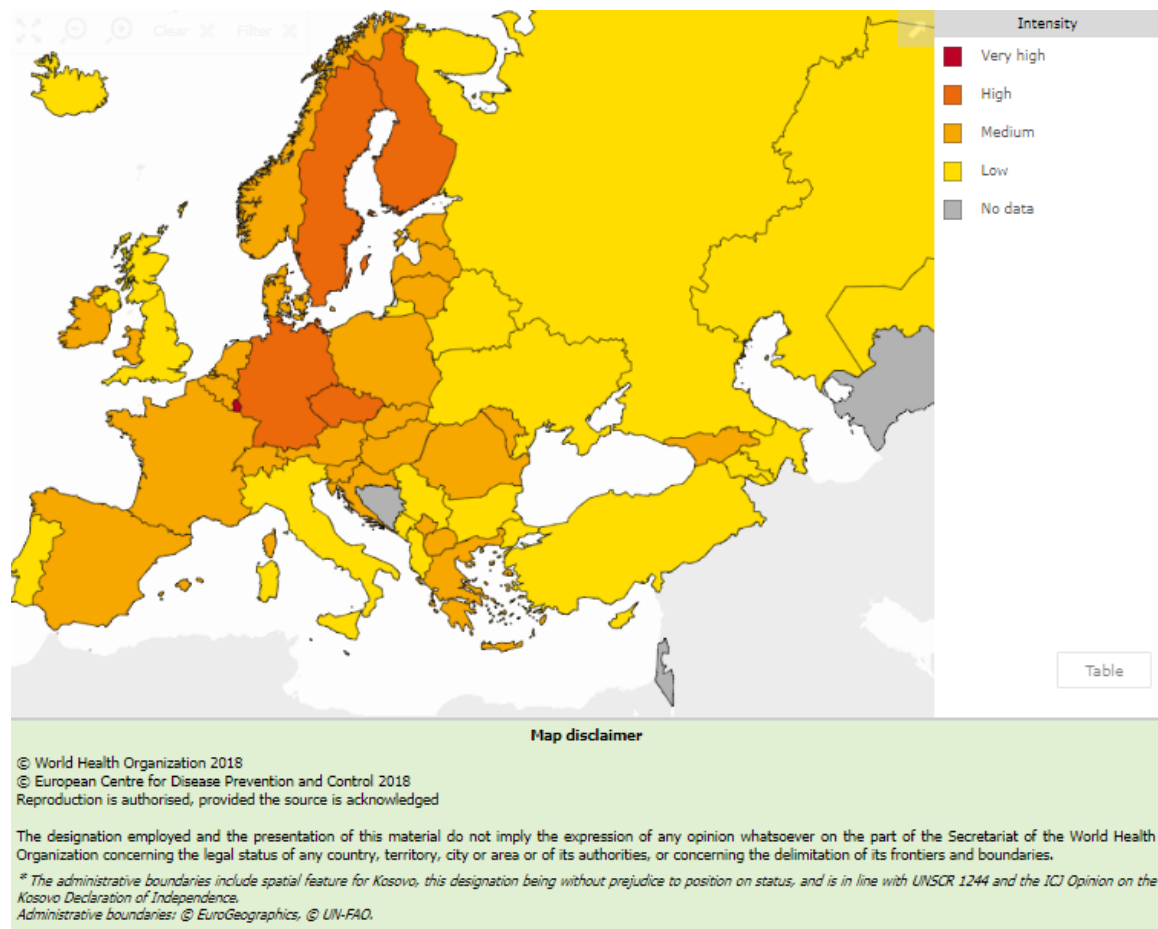 Clear
Filter
Intensity
Very high
High
Medium
Low
No data
Table
Map disclaimer
© World Health Organization 2018
© European Centre for Disease Prevention and Control 2018
Reproduction is authorised, provided the source is acknowledged
The designation employed and the presentation of this material do not imply the expression of any opinion whatsoever on the part of the Secretariat of the World Health
Organization concerning the legal status of any country, territory, city or area or of its authorities, or concerning the delimitation of its frontiers and boundaries.
* The administrative boundaries include spatial feature for Kosovo, this designation being without prejudice to position on status, and is in line with UNSCR 1244 and the ICJ Opinion on the
Kosovo Declaration of Independence.
Administrative boundaries: © EuroGeographics, © UN-FAO.